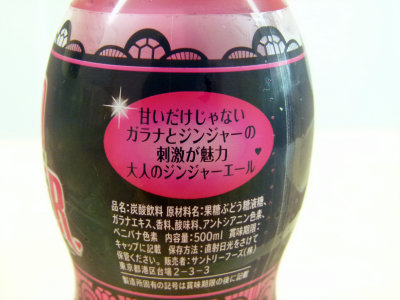 甘いだけじゃない
ガラナとジンジャーの
刺激が魅力
大人のジンジャーエール
品名:炭酸飲料 原材料名:果糖ぶどう糖液糖、
ガラナエキス、香料、酸味料、アントシアニン色素、
ベニバナ色素 内容量:500ml 賞味期限:
キャップに記載 保存方法:直射日光をさけて
保管ください。 販売者:サントリーフーズ(株)
東京都港区台場2-3-3
製造所固有の記号は賞味期限の後に記載